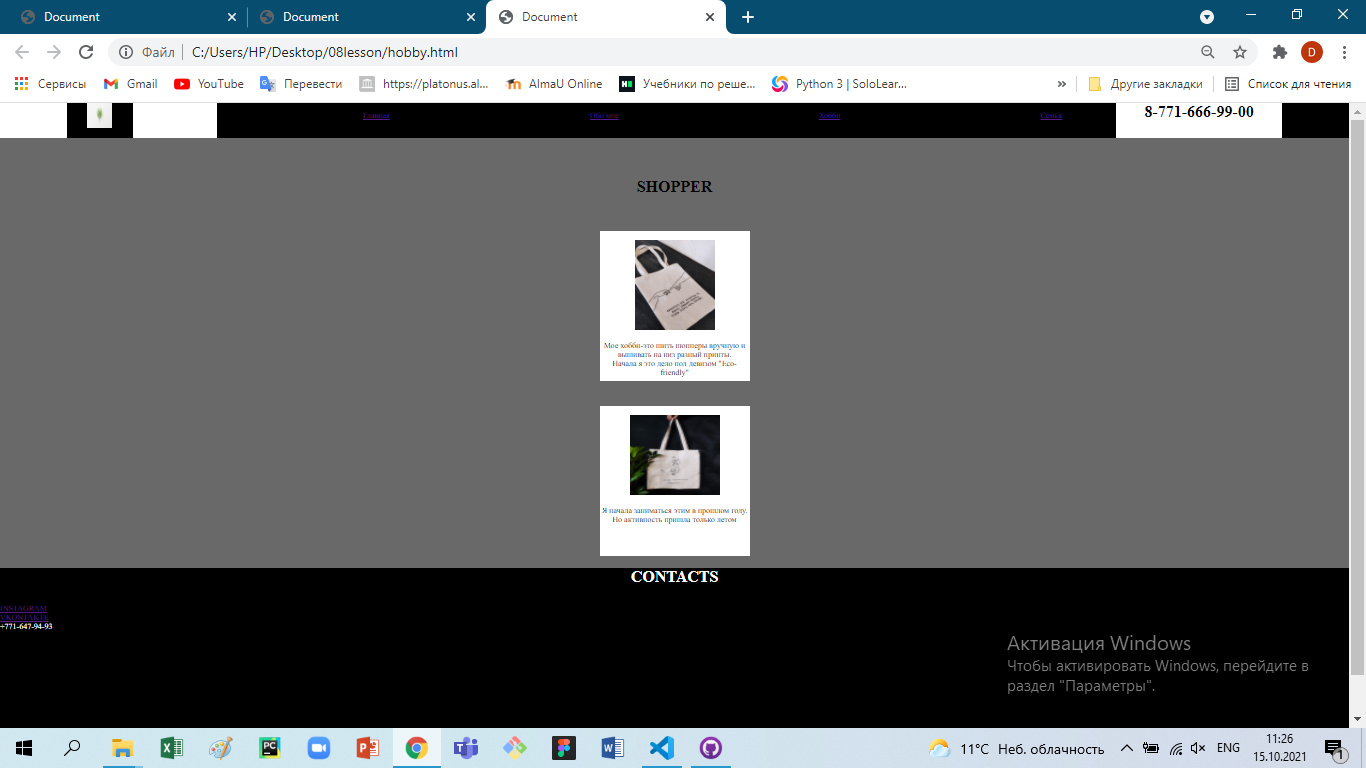 Document
Document
Document
Файл
C:/Users/HP/Desktop/08lesson/hobby.html
Сервисы
Gmail
YouTube
Перевести
https://platonus.al...
AlmaU Online
Учебники по реше...
Python 3 | SoloLear...
»
Другие закладки
Список для чтения
Главная
Обо мне
Хобби
Семья
8-771-666-99-00
SHOPPER
Мое хобби-это шить шопперы вручную и
вышивать на них разный принты.
Начала я это дело под девизом "Eco-
friendly"
Я начала заниматься этим в прошлом году.
Но активность пришла только летом
CONTACTS
INSTAGRAM
VKONTAKTE
+771-647-94-93
Активация Windows
Чтобы активировать Windows, перейдите в
раздел "Параметры".
11°C Неб. облачность
ENG
11:26
15.10.2021
1